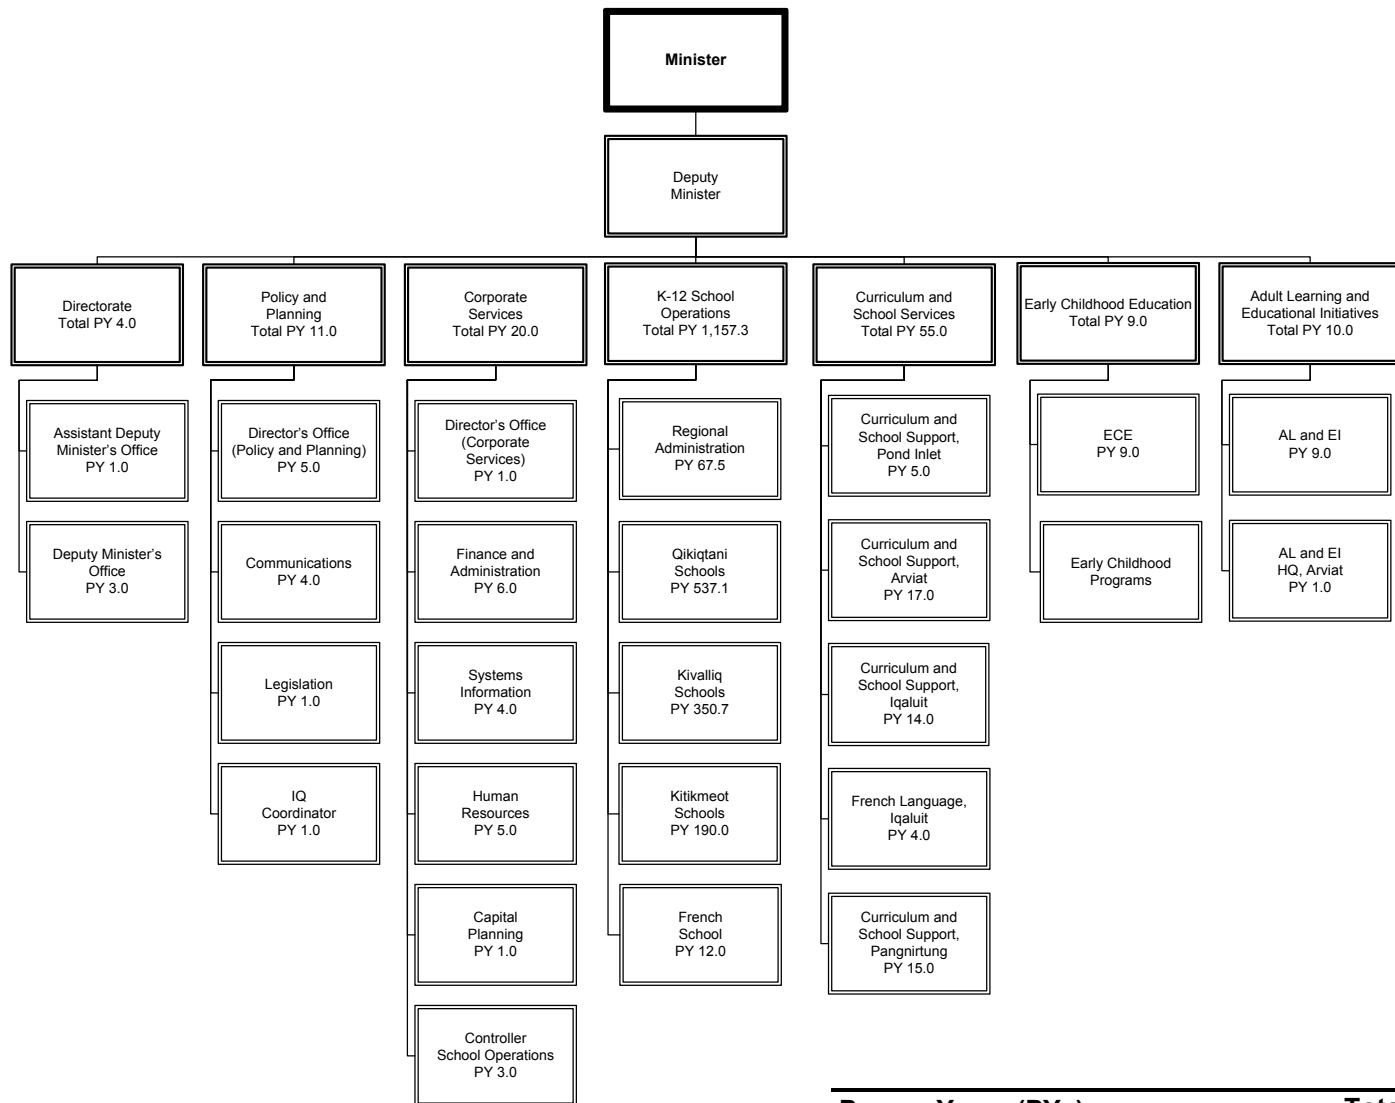 Minister
Deputy
Minister
Directorate
Total PY 4.0
Policy and
Planning
Total PY 11.0
Corporate
Services
Total PY 20.0
K-12 School
Operations
Total PY 1,157.3
Curriculum and
School Services
Total PY 55.0
Early Childhood Education
Total PY 9.0
Adult Learning and
Educational Initiatives
Total PY 10.0
Assistant Deputy
Minister's Office
PY 1.0
Deputy Minister's
Office
PY 3.0
Director's Office
(Policy and Planning)
PY 5.0
Communications
PY 4.0
Legislation
PY 1.0
IQ
Coordinator
PY 1.0
Director's Office
(Corporate
Services)
PY 1.0
Finance and
Administration
PY 6.0
Systems
Information
PY 4.0
Human
Resources
PY 5.0
Capital
Planning
PY 1.0
Controller
School Operations
PY 3.0
Regional
Administration
PY 67.5
Qikiqtani
Schools
PY 537.1
Kivalliq
Schools
PY 350.7
Kitikmeot
Schools
PY 190.0
French
School
PY 12.0
Curriculum and
School Support,
Pond Inlet
PY 5.0
Curriculum and
School Support,
Arviat
PY 17.0
Curriculum and
School Support,
Iqaluit
PY 14.0
French Language,
Iqaluit
PY 4.0
Curriculum and
School Support,
Pangnirtung
PY 15.0
ECE
PY 9.0
Early Childhood
Programs
AL and EI
PY 9.0
AL and EI
HQ, Arviat
PY 1.0